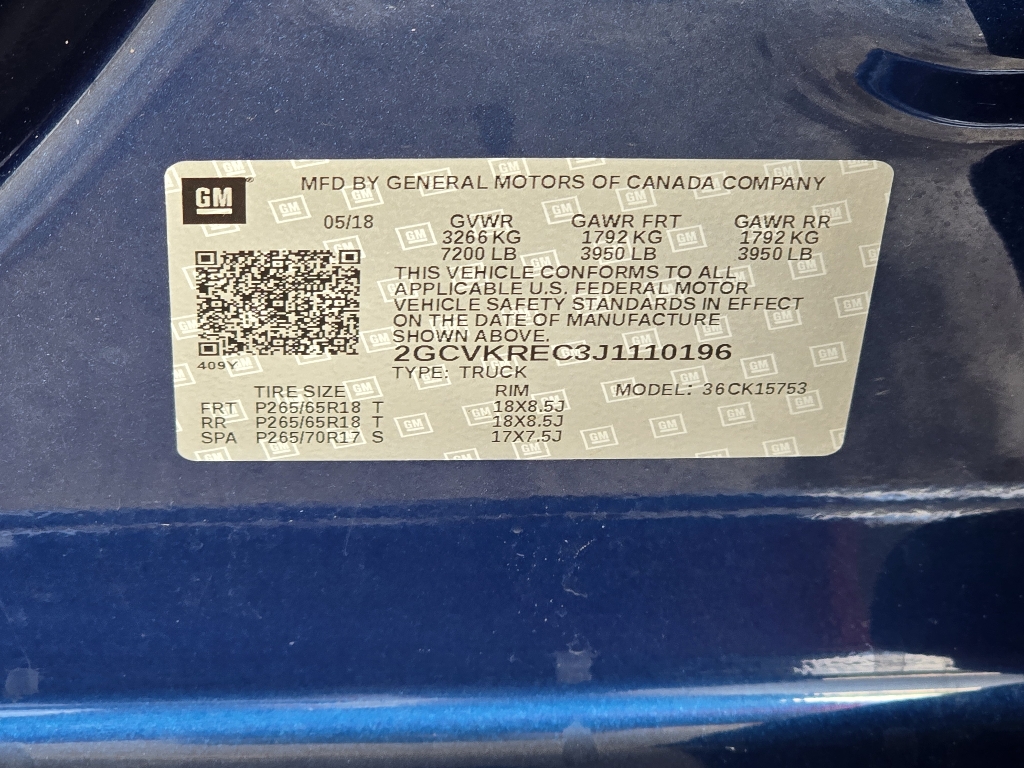 GM
MFD BY GENERAL MOTORS OF CANADA COMPANY
05/18 GVWR GAWR FRT GAWR RR
3266 KG 1792 KG 1792 KG
7200 LB 3950 LB 3950 LB
THIS VEHICLE CONFORMS TO ALL
APPLICABLE U.S. FEDERAL MOTOR
VEHICLE SAFETY STANDARDS IN EFFECT
ON THE DATE OF MANUFACTURE
SHOWN ABOVE.
2GCVKREC3J1110196
409Y
TYPE: TRUCK
TIRE SIZE RIM MODEL: 36CK15753
FRT P265/65R18 T 18X8.5J
RR P265/65R18 T 18X8.5J
SPA P265/70R17 S 17X7.5J